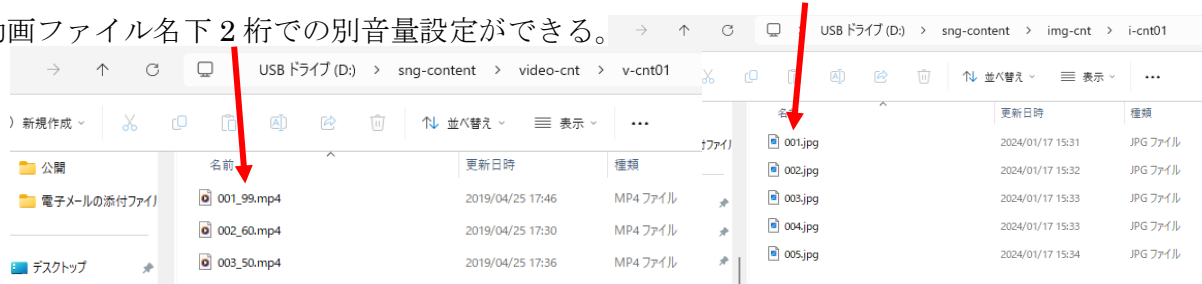 画ファイル名下 2 桁での別音量設定ができる。
USB ドライブ (D:) > sng-content > video-cnt > v-cnt01
新規作成 並べ替え 表示 ...
公開
電子メールの添付ファイル
デスクトップ
名前 更新日時 種類
001_99.mp4 2019/04/25 17:46 MP4 ファイル
002_60.mp4 2019/04/25 17:30 MP4 ファイル
003_50.mp4 2019/04/25 17:36 MP4 ファイル
USB ドライブ (D:) > sng-content > img-cnt > i-cnt01
並べ替え 表示 ...
付ファイル
更新日時 種類
001.jpg 2024/01/17 15:31 JPG ファイル
002.jpg 2024/01/17 15:32 JPG ファイル
003.jpg 2024/01/17 15:33 JPG ファイル
004.jpg 2024/01/17 15:33 JPG ファイル
005.jpg 2024/01/17 15:34 JPG ファイル